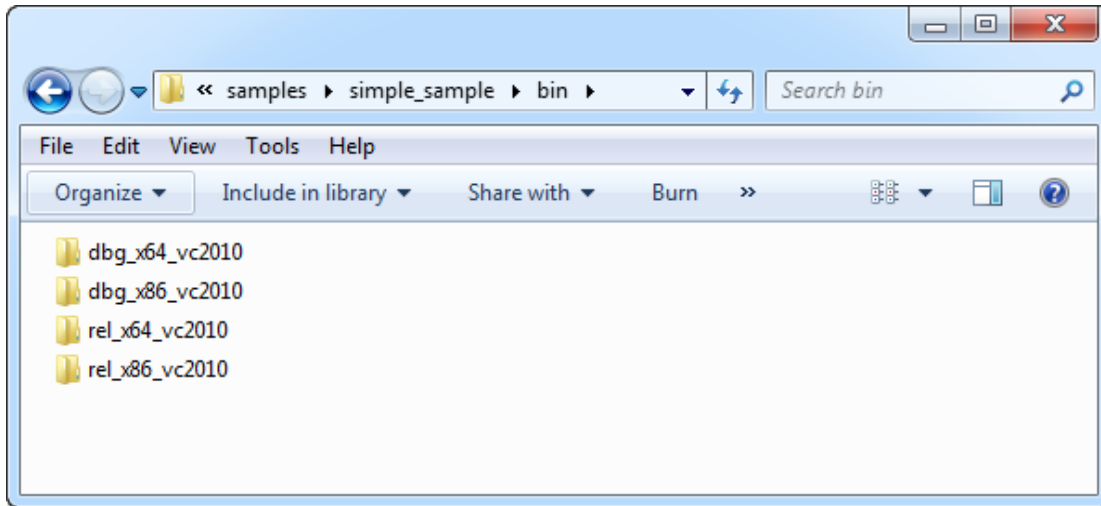 « samples ▸ simple_sample ▸ bin ▸ Search bin
File Edit View Tools Help
Organize ▾ Include in library ▾ Share with ▾ Burn »
dbg_x64_vc2010
dbg_x86_vc2010
rel_x64_vc2010
rel_x86_vc2010